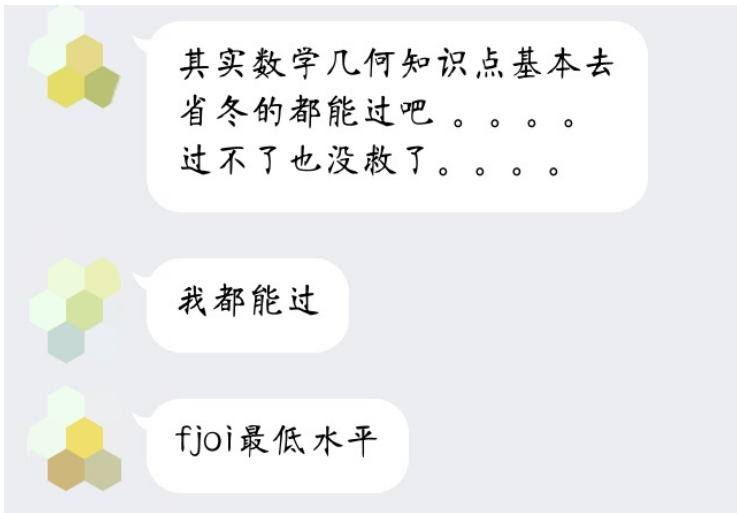 其实数学几何知识点基本去
省冬的都能过吧。。。。
过不了也没救了。。。。
我都能过
fjoi最低水平